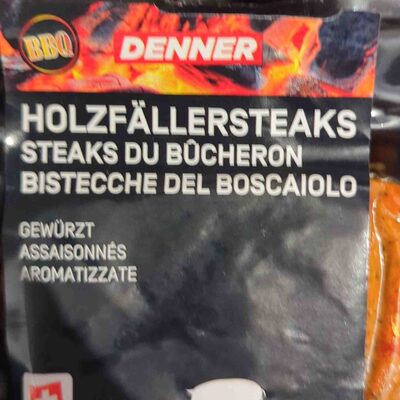 BBQ
DENNER
HOLZFÄLLERSTEAKS
STEAKS DU BÛCHERON
BISTECCHE DEL BOSCAIOLO
GEWÜRZT
ASSAISONNÉS
AROMATIZZATE